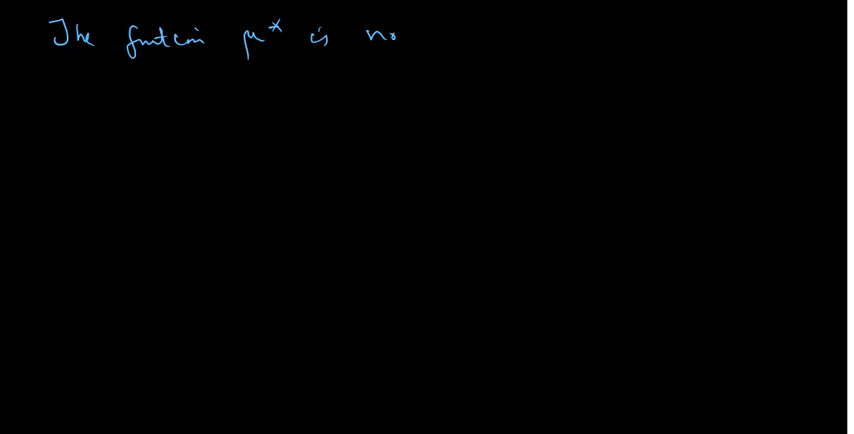 The function μ* is no